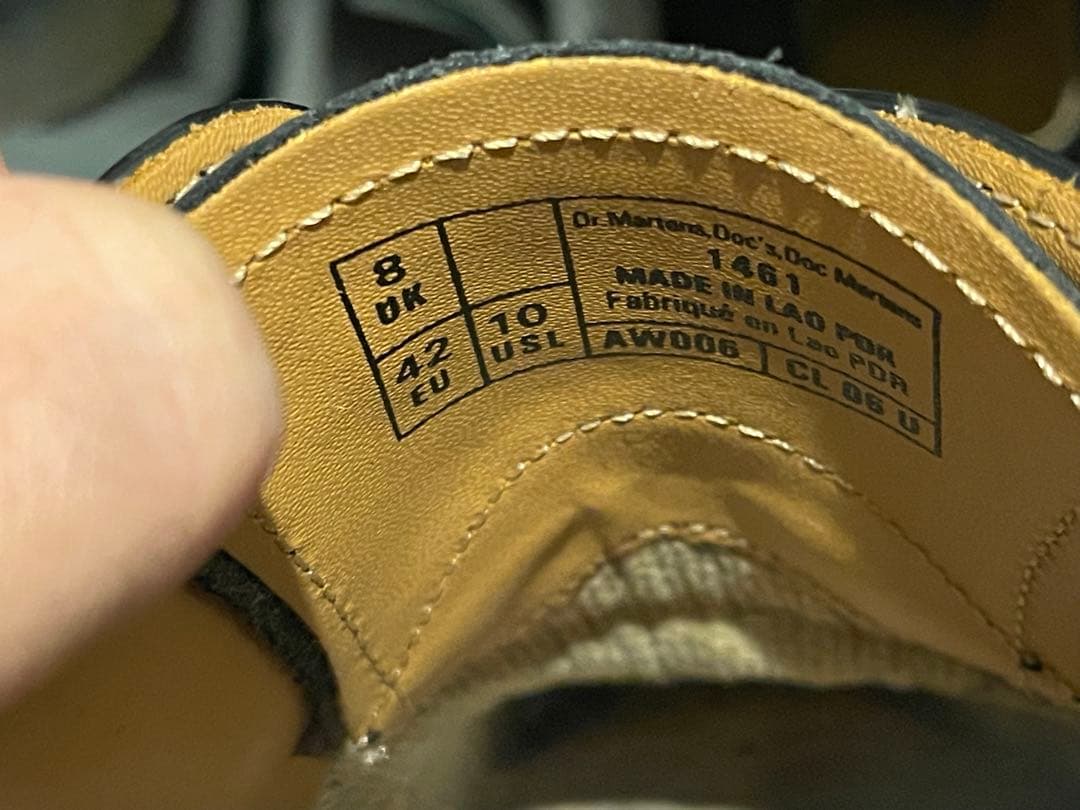 8
UK
42
EU
10
USL
Dr.Martens,Doc's,Doc Martens
1461
MADE IN LAO PDR
Fabriqué en Lao PDR
AW006
CL 06 U